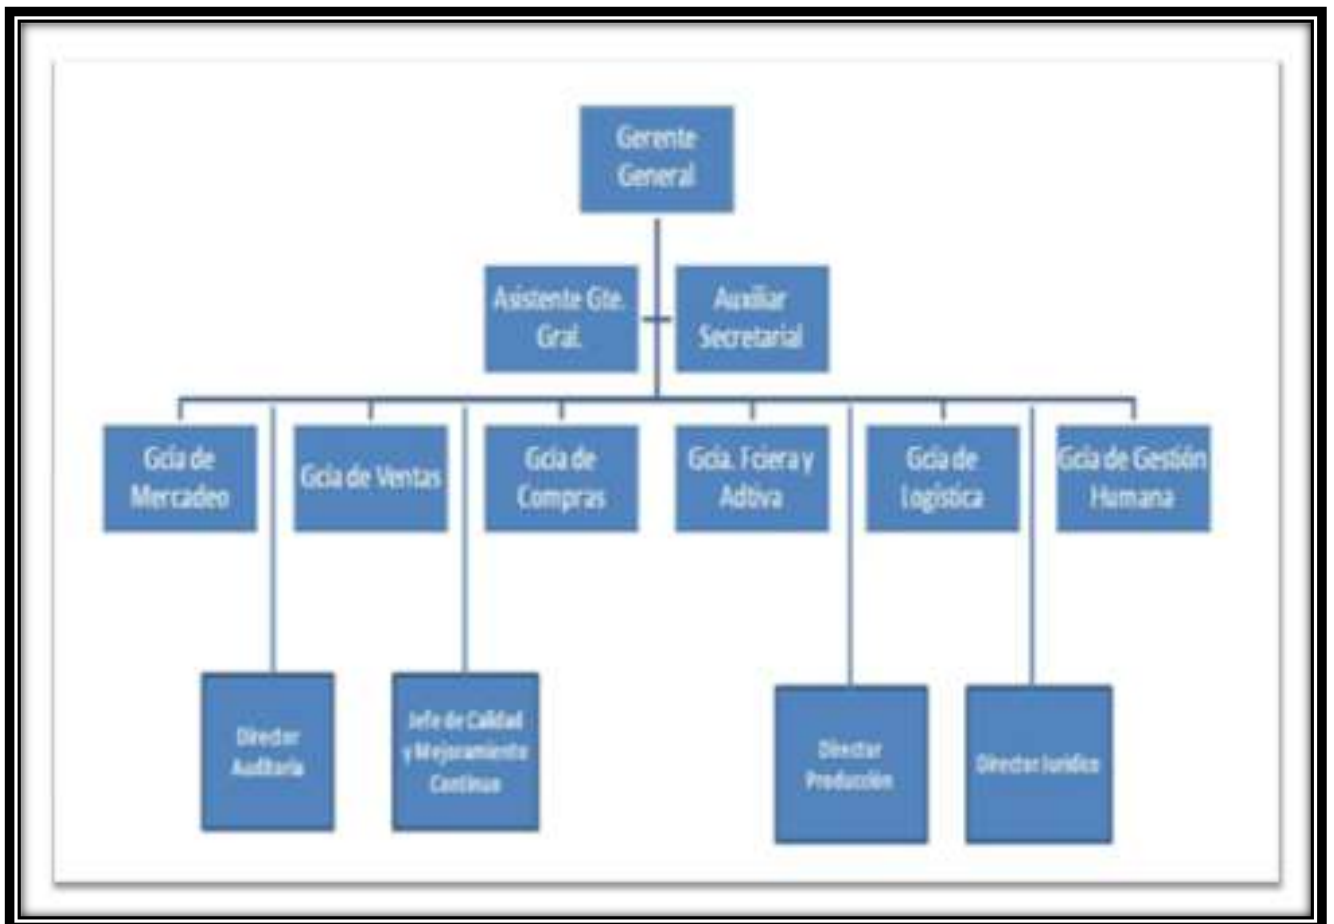 Gerente
General
Asistente Gte.
Gral.
Auxiliar
Secretarial
Gcia de
Mercadeo
Gcia de Ventas
Gcia de
Compras
Gcia. Fciera y
Adtiva
Gcia de
Logística
Gcia de Gestión
Humana
Director
Auditoria
Jefe de Calidad
y Mejoramiento
Continuo
Director
Producción
Director Juridico